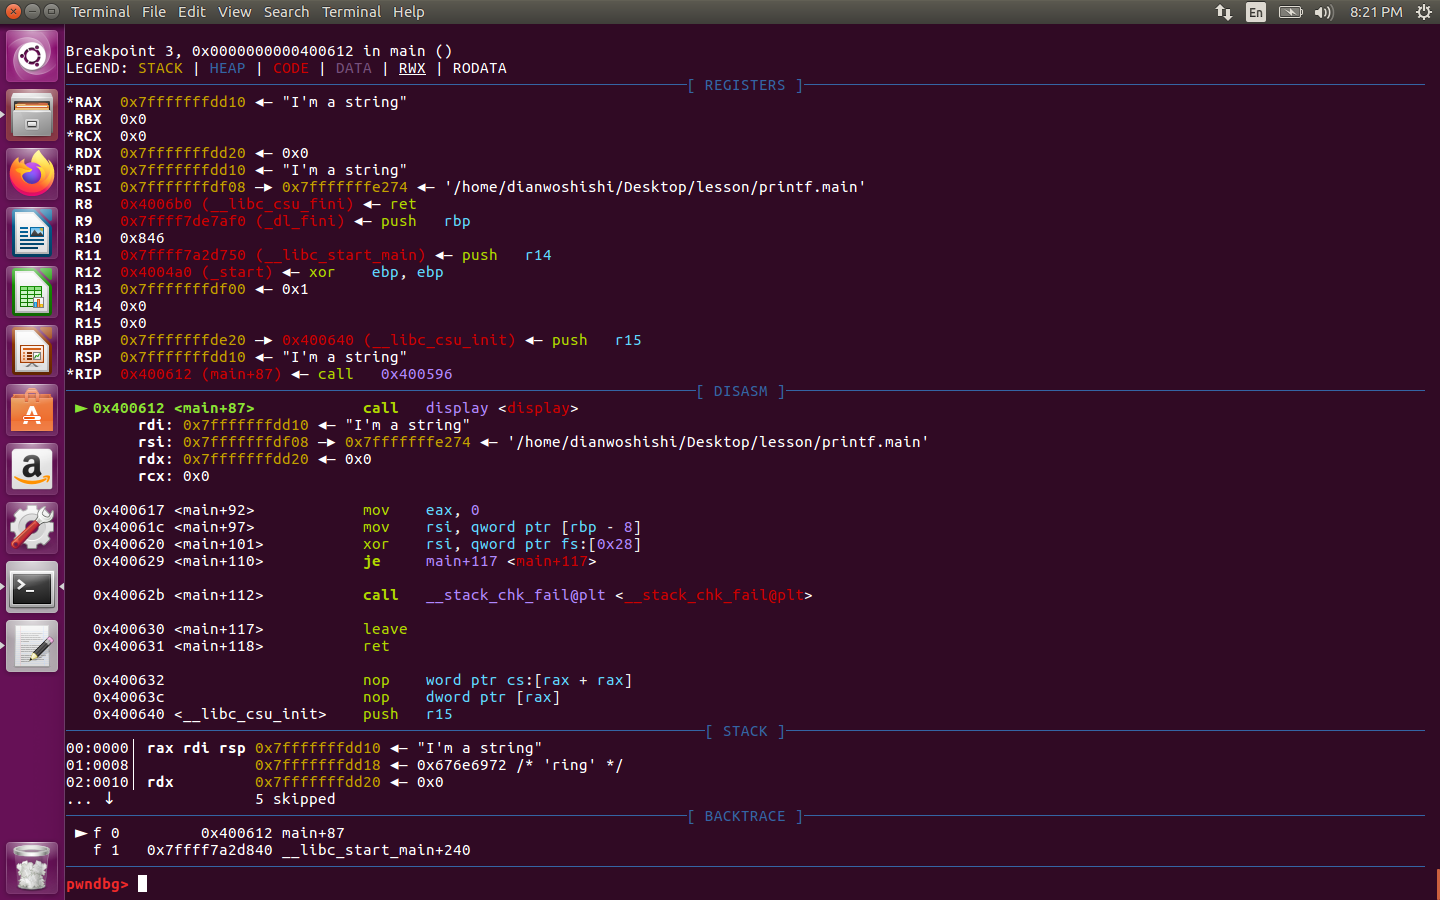 Terminal File Edit View Search Terminal Help En 8:21 PM
Breakpoint 3, 0x0000000000400612 in main ()
LEGEND: STACK | HEAP | CODE | DATA | RWX | RODATA
[ REGISTERS ]
*RAX  0x7fffffffdd10 ◂— "I'm a string"
 RBX  0x0
*RCX  0x0
 RDX  0x7fffffffdd20 ◂— 0x0
*RDI  0x7fffffffdd10 ◂— "I'm a string"
 RSI  0x7fffffffdf08 —▸ 0x7fffffffe274 ◂— '/home/dianwoshishi/Desktop/lesson/printf.main'
 R8   0x4006b0 (__libc_csu_fini) ◂— ret
 R9   0x7ffff7de7af0 (_dl_fini) ◂— push   rbp
 R10  0x846
 R11  0x7ffff7a2d750 (__libc_start_main) ◂— push   r14
 R12  0x4004a0 (_start) ◂— xor    ebp, ebp
 R13  0x7fffffffdf00 ◂— 0x1
 R14  0x0
 R15  0x0
 RBP  0x7fffffffde20 —▸ 0x400640 (__libc_csu_init) ◂— push   r15
 RSP  0x7fffffffdd10 ◂— "I'm a string"
*RIP  0x400612 (main+87) ◂— call   0x400596
[ DISASM ]
 ► 0x400612 <main+87>            call   display <display>
        rdi: 0x7fffffffdd10 ◂— "I'm a string"
        rsi: 0x7fffffffdf08 —▸ 0x7fffffffe274 ◂— '/home/dianwoshishi/Desktop/lesson/printf.main'
        rdx: 0x7fffffffdd20 ◂— 0x0
        rcx: 0x0
   0x400617 <main+92>            mov    eax, 0
   0x40061c <main+97>            mov    rsi, qword ptr [rbp - 8]
   0x400620 <main+101>           xor    rsi, qword ptr fs:[0x28]
   0x400629 <main+110>           je     main+117 <main+117>
   0x40062b <main+112>           call   __stack_chk_fail@plt <__stack_chk_fail@plt>
   0x400630 <main+117>           leave
   0x400631 <main+118>           ret
   0x400632                      nop    word ptr cs:[rax + rax]
   0x40063c                      nop    dword ptr [rax]
   0x400640 <__libc_csu_init>    push   r15
[ STACK ]
00:0000│ rax rdi rsp 0x7fffffffdd10 ◂— "I'm a string"
01:0008│             0x7fffffffdd18 ◂— 0x676e6972 /* 'ring' */
02:0010│ rdx         0x7fffffffdd20 ◂— 0x0
... ↓                5 skipped
[ BACKTRACE ]
 ► f 0         0x400612 main+87
   f 1   0x7ffff7a2d840 __libc_start_main+240
pwndbg>